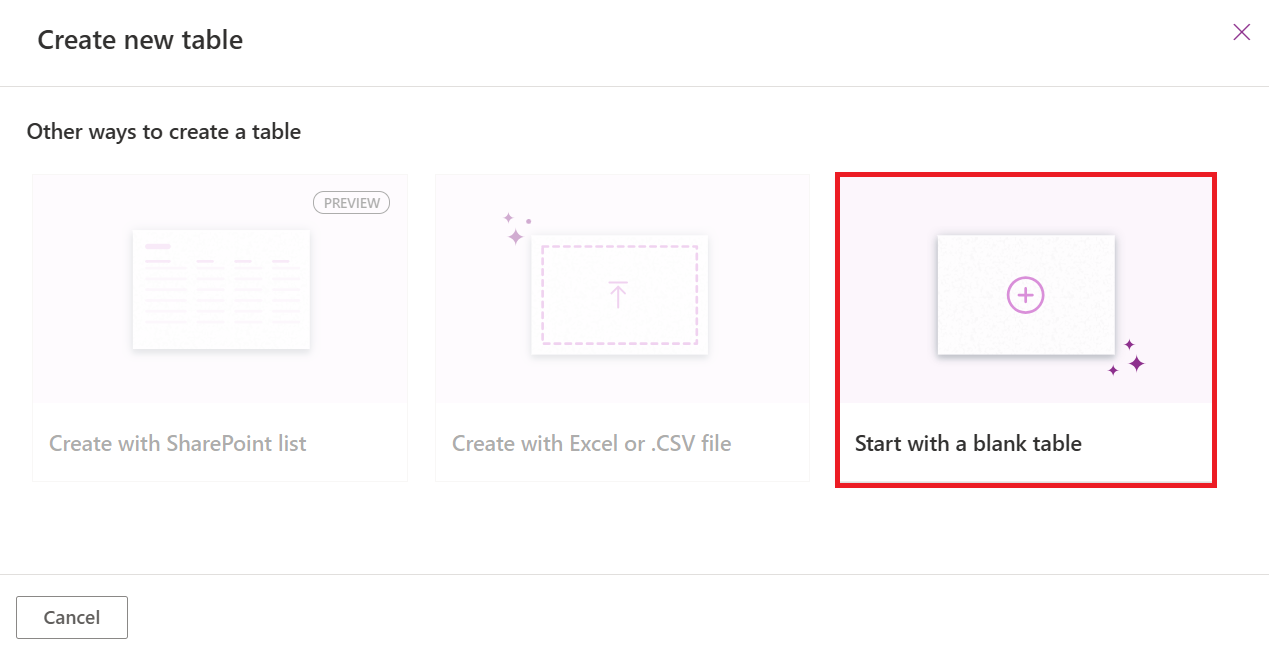 Create new table
Other ways to create a table
PREVIEW
Create with SharePoint list
Create with Excel or .CSV file
Start with a blank table
Cancel